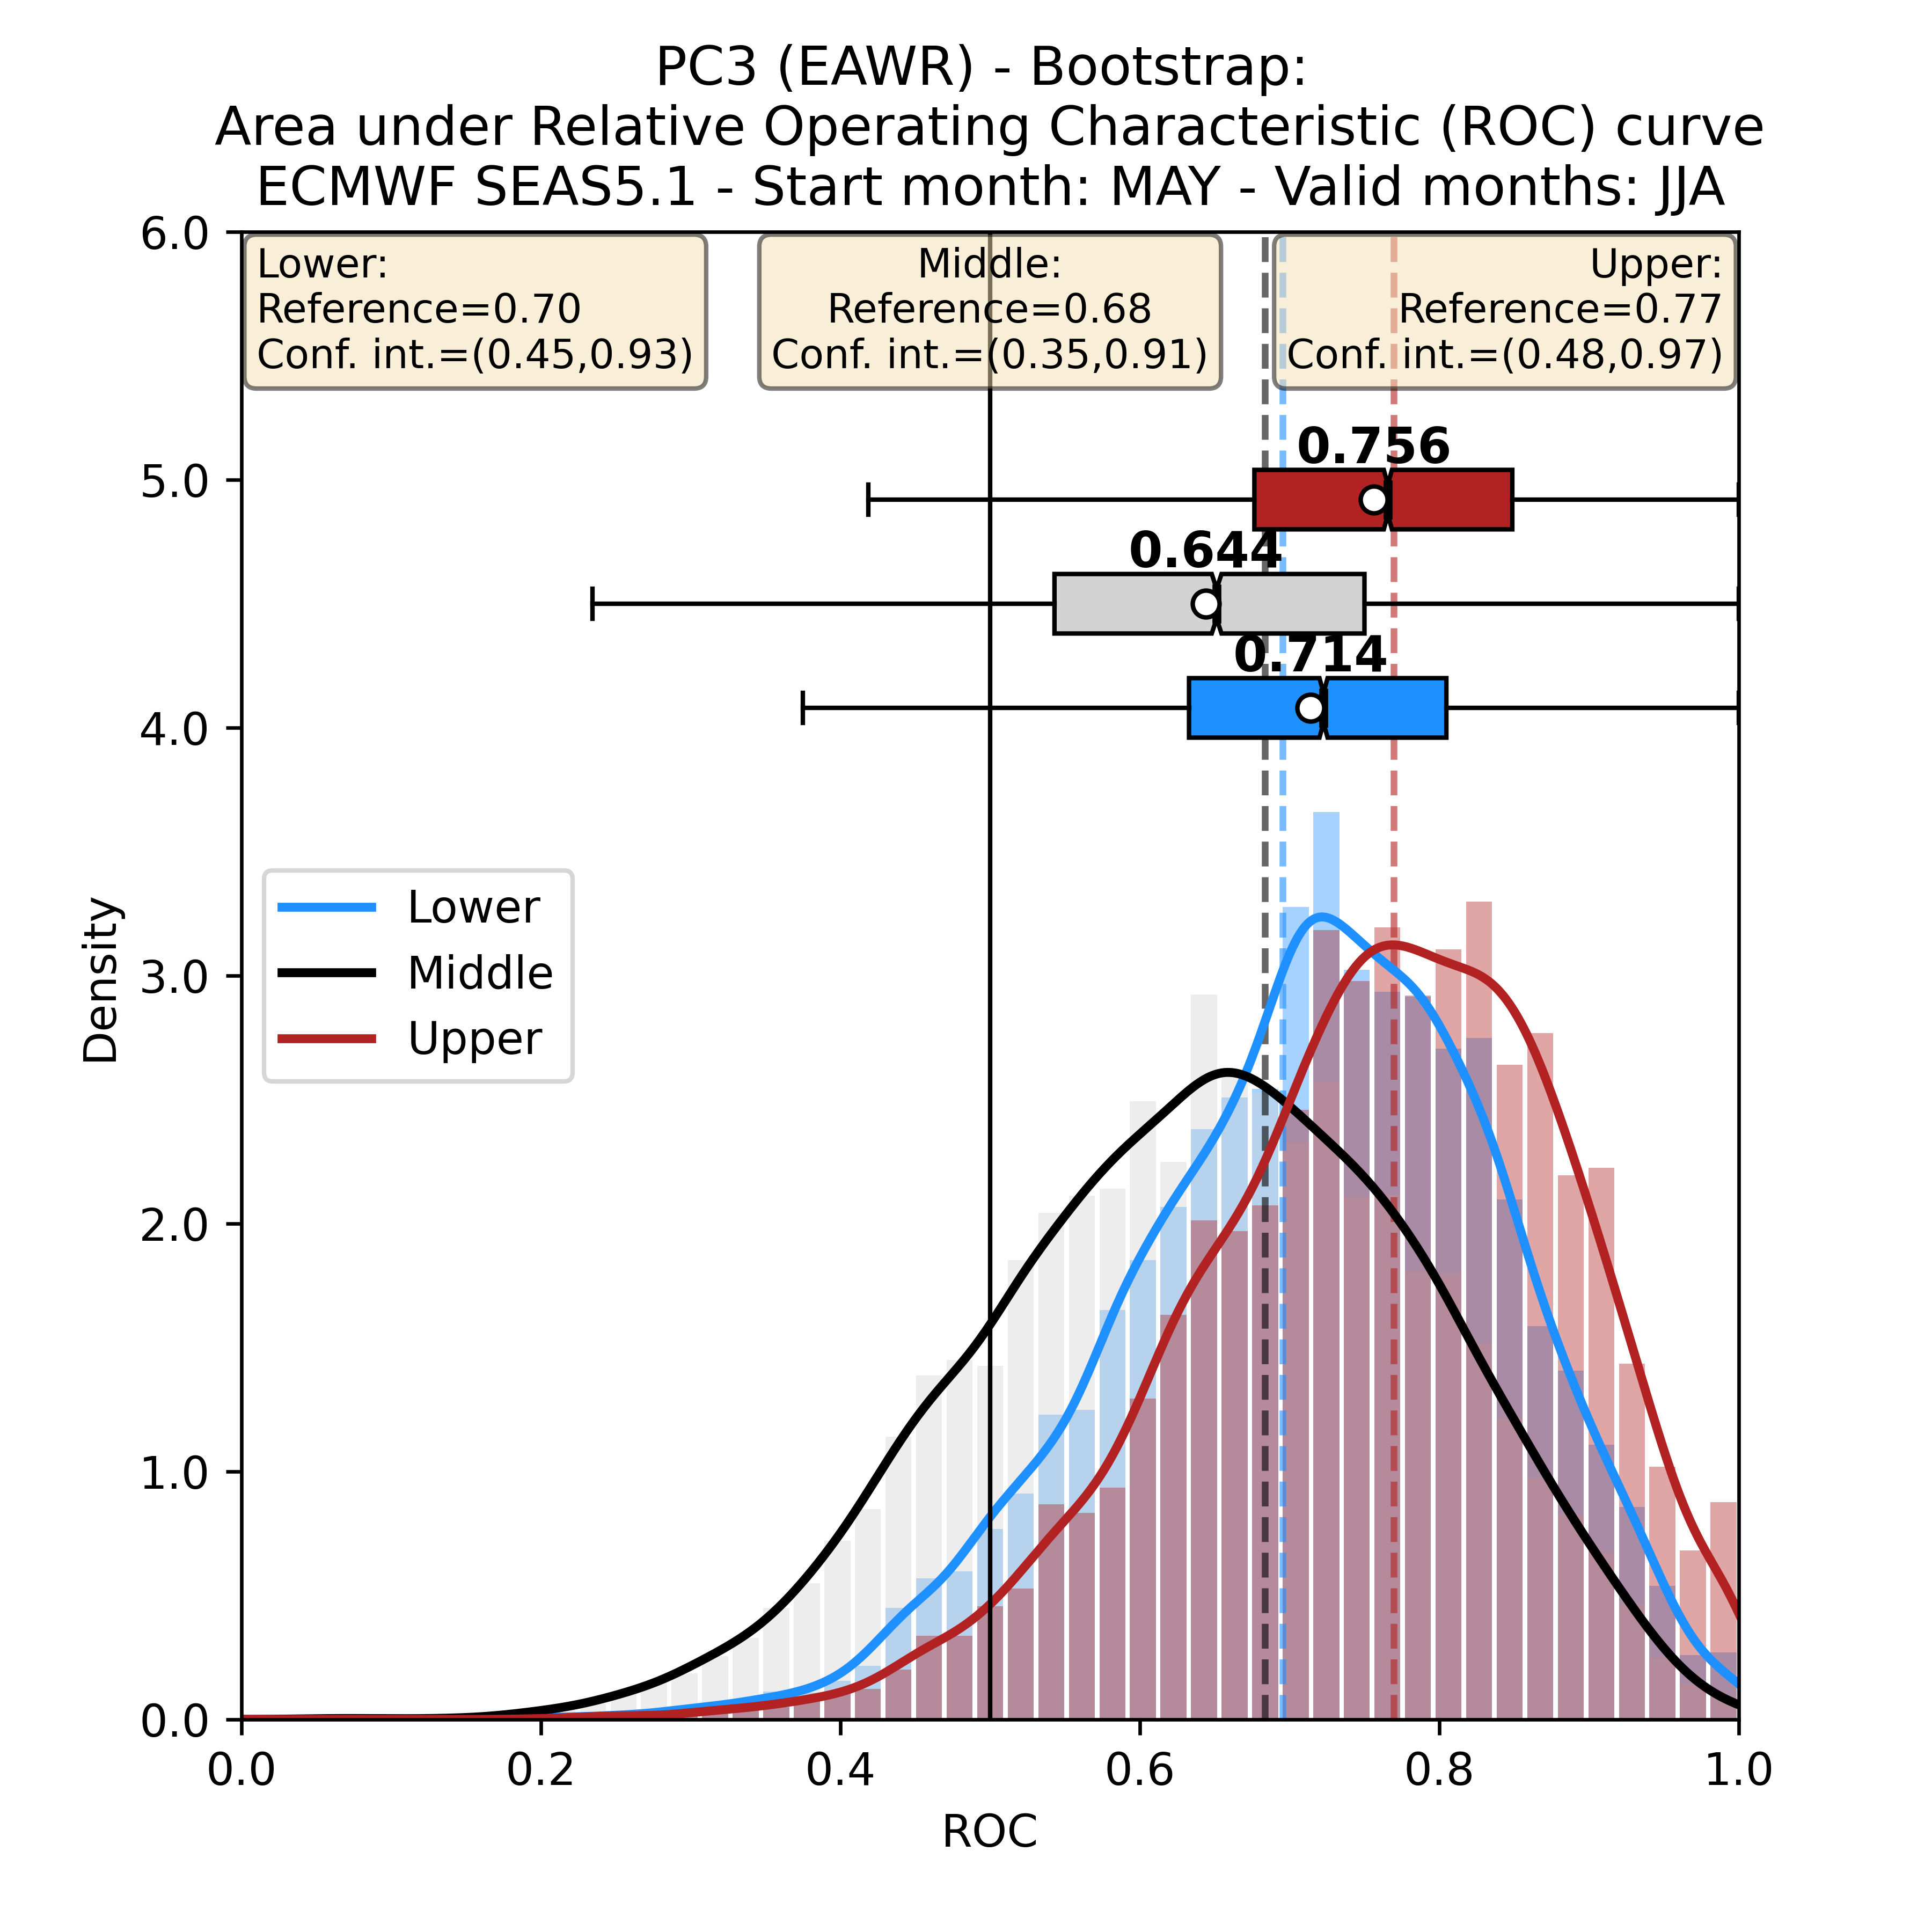 PC3 (EAWR) - Bootstrap:
Area under Relative Operating Characteristic (ROC) curve
ECMWF SEAS5.1 - Start month: MAY - Valid months: JJA
Lower:
Reference=0.70
Conf. int.=(0.45,0.93)
Middle:
Reference=0.68
Conf. int.=(0.35,0.91)
Upper:
Reference=0.77
Conf. int.=(0.48,0.97)
0.756
0.644
0.714
Lower
Middle
Upper
Density
6.0
5.0
4.0
3.0
2.0
1.0
0.0
0.0 0.2 0.4 0.6 0.8 1.0
ROC